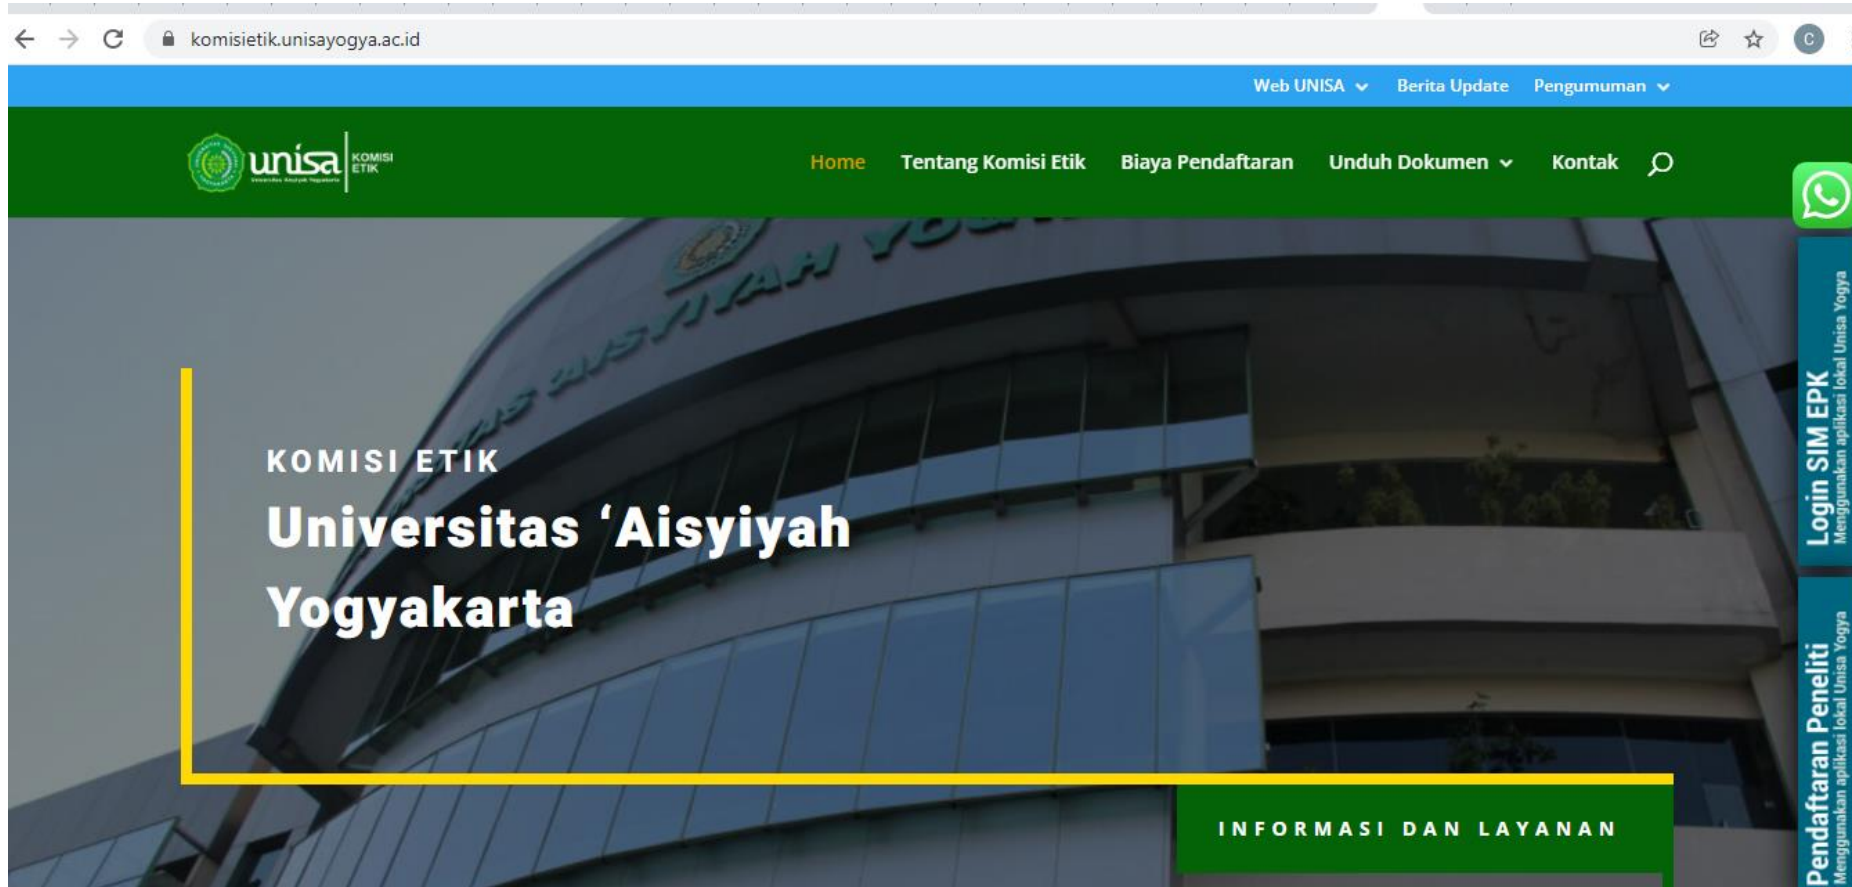 komisietik.unisayogya.ac.id
C
Web UNISA
Berita Update
Pengumuman
unisa
KOMISI
ETIK
Home
Tentang Komisi Etik
Biaya Pendaftaran
Unduh Dokumen
Kontak
AISYIYAH
KOMISI ETIK
Universitas ‘Aisyiyah
Yogyakarta
INFORMASI DAN LAYANAN
Login SIM EPK
Menggunakan aplikasi lokal Unisa Yogya
Pendaftaran Peneliti
Menggunakan aplikasi lokal Unisa Yogya